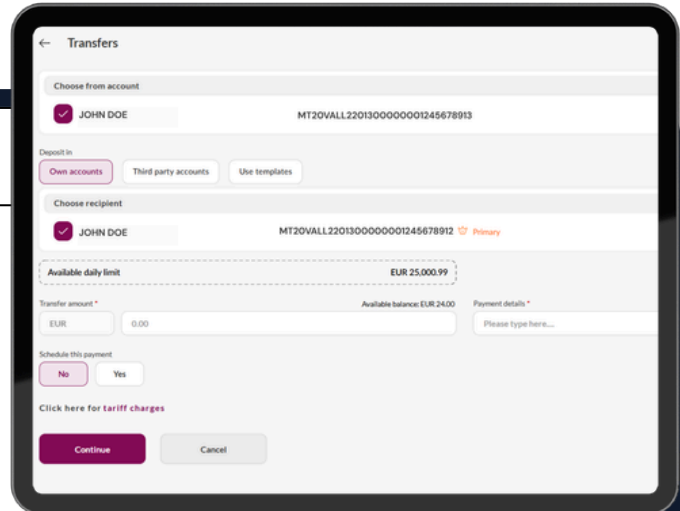 ← Transfers
Choose from account
JOHN DOE MT20VALL22013000000001245678913
Deposit in
Own accounts Third party accounts Use templates
Choose recipient
JOHN DOE MT20VALL22013000000001245678912 Primary
Available daily limit EUR 25,000.99
Transfer amount * Available balance: EUR 24.00 Payment details *
EUR 0.00 Please type here...
Schedule this payment
No Yes
Click here for tariff charges
Continue Cancel